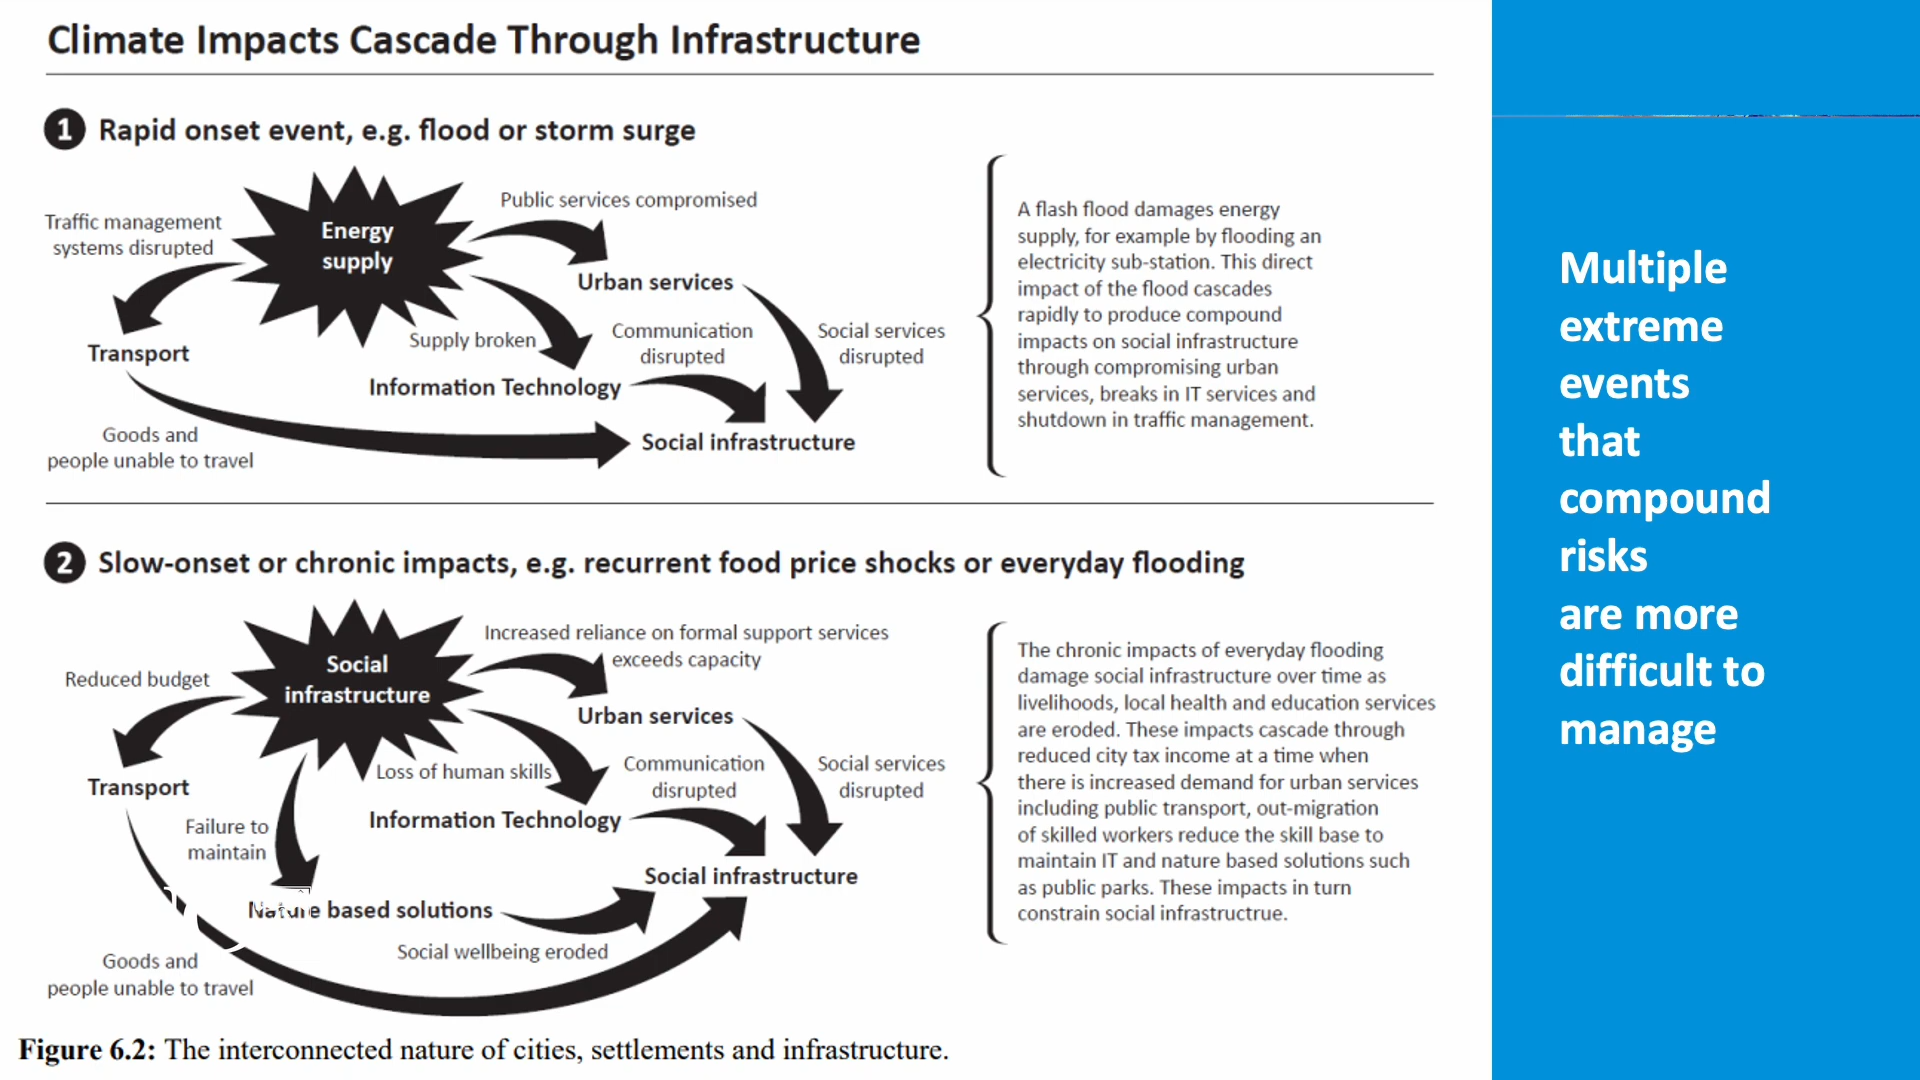 Climate Impacts Cascade Through Infrastructure
1 Rapid onset event, e.g. flood or storm surge
Traffic management
systems disrupted
Energy
supply
Public services compromised
Urban services
Supply broken
Communication
disrupted
Social services
disrupted
Transport
Information Technology
Goods and
people unable to travel
Social infrastructure
A flash flood damages energy
supply, for example by flooding an
electricity sub-station. This direct
impact of the flood cascades
rapidly to produce compound
impacts on social infrastructure
through compromising urban
services, breaks in IT services and
shutdown in traffic management.
2 Slow-onset or chronic impacts, e.g. recurrent food price shocks or everyday flooding
Reduced budget
Social
infrastructure
Increased reliance on formal support services
exceeds capacity
Urban services
Transport
Loss of human skills
Communication
disrupted
Social services
disrupted
Failure to
maintain
Information Technology
Social infrastructure
Nature based solutions
Social wellbeing eroded
Goods and
people unable to travel
The chronic impacts of everyday flooding
damage social infrastructure over time as
livelihoods, local health and education services
are eroded. These impacts cascade through
reduced city tax income at a time when
there is increased demand for urban services
including public transport, out-migration
of skilled workers reduce the skill base to
maintain IT and nature based solutions such
as public parks. These impacts in turn
constrain social infrastructrue.
Figure 6.2: The interconnected nature of cities, settlements and infrastructure.
Multiple
extreme
events
that
compound
risks
are more
difficult to
manage